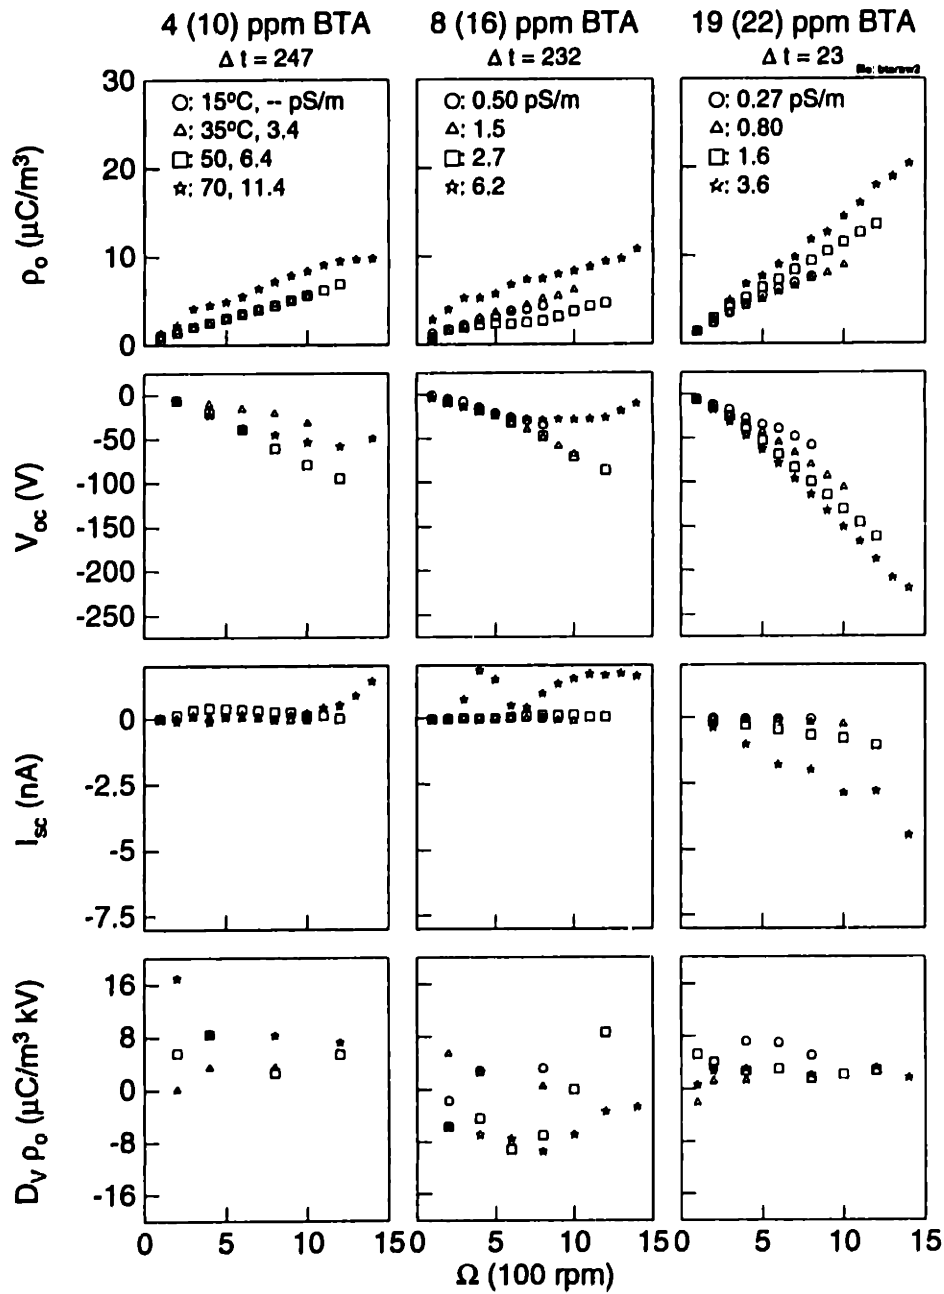 4 (10) ppm BTA
Δ t = 247
8 (16) ppm BTA
Δ t = 232
19 (22) ppm BTA
Δ t = 23
ρo (μC/m³)
30
20
10
0
○: 15ºC, -- pS/m
△: 35ºC, 3.4
□: 50, 6.4
☆: 70, 11.4
○: 0.50 pS/m
△: 1.5
□: 2.7
☆: 6.2
○: 0.27 pS/m
△: 0.80
□: 1.6
☆: 3.6
Voc (V)
0
-50
-100
-150
-200
-250
Isc (nA)
0
-2.5
-5
-7.5
Dv ρo (μC/m³ kV)
16
8
0
-8
-16
0 5 10 15 0 5 10 15 0 5 10 15
Ω (100 rpm)